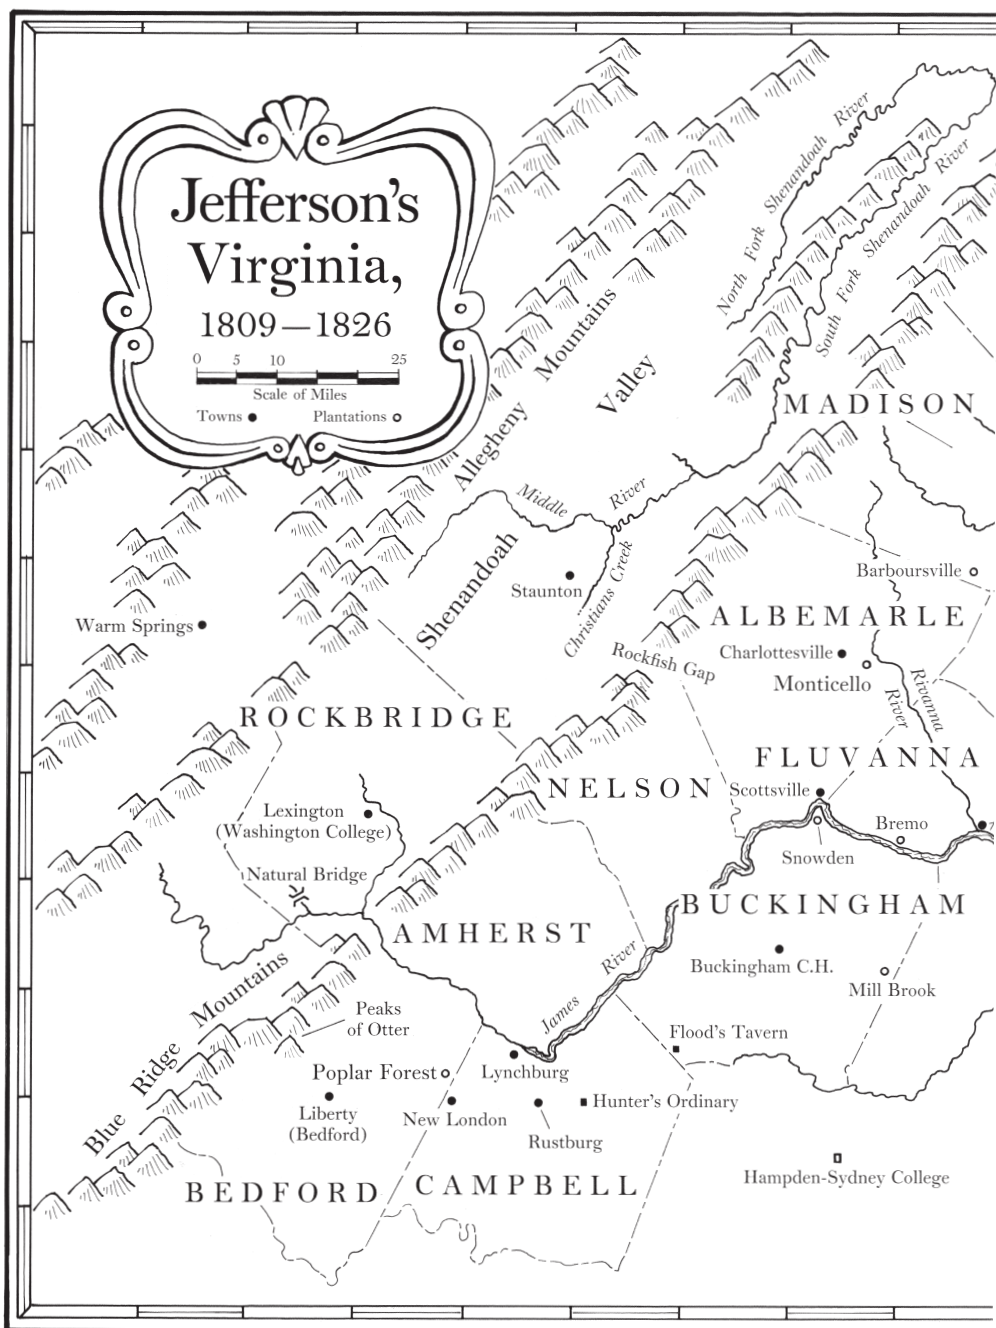 Jefferson's
Virginia,
1809—1826
0 5 10 25
Scale of Miles
Towns
Plantations
North Fork Shenandoah River
South Fork Shenandoah River
Allegheny Mountains
Shenandoah Valley
MADISON
Middle River
Christians Creek
Staunton
Barboursville
Warm Springs
ALBEMARLE
Charlottesville
Monticello
Rockfish Gap
Rivanna
River
ROCKBRIDGE
FLUVANNA
NELSON
Scottsville
Lexington
(Washington College)
Bremo
Snowden
Natural Bridge
BUCKINGHAM
AMHERST
Buckingham C.H.
James River
Mill Brook
Blue Ridge Mountains
Peaks
of Otter
Flood's Tavern
Poplar Forest
Lynchburg
Liberty
(Bedford)
New London
Hunter's Ordinary
Rustburg
Hampden-Sydney College
BEDFORD
CAMPBELL